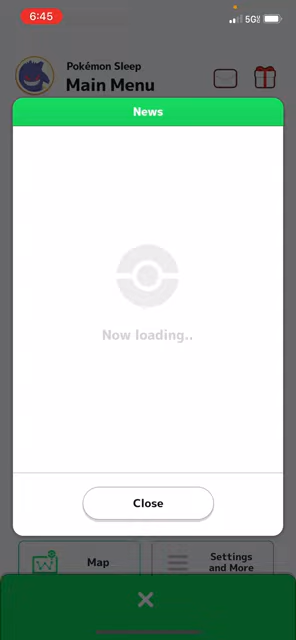 6:45
5G
Pokémon Sleep
Main Menu
News
Now loading..
Close
Map
Settings
and More